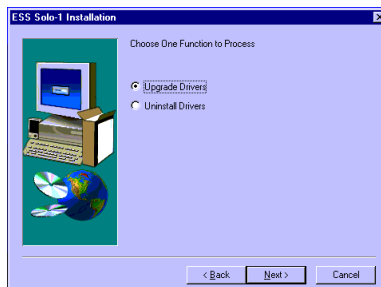 ESS Solo-1 Installation
Choose One Function to Process
Upgrade Drivers
Uninstall Drivers
< Back
Next >
Cancel